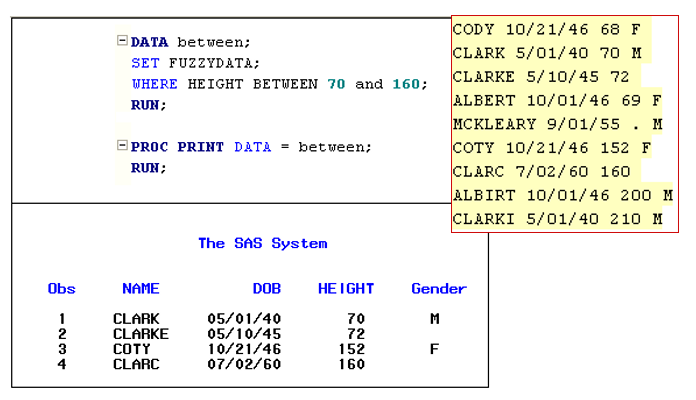 DATA between;
SET FUZZYDATA;
WHERE HEIGHT BETWEEN 70 and 160;
RUN;
PROC PRINT DATA = between;
RUN;
CODY 10/21/46 68 F
CLARK 5/01/40 70 M
CLARKE 5/10/45 72
ALBERT 10/01/46 69 F
MCKLEARY 9/01/55 . M
COTY 10/21/46 152 F
CLARC 7/02/60 160
ALBIRT 10/01/46 200 M
CLARKI 5/01/40 210 M
The SAS System
Obs NAME DOB HEIGHT Gender
1 CLARK 05/01/40 70 M
2 CLARKE 05/10/45 72
3 COTY 10/21/46 152 F
4 CLARC 07/02/60 160